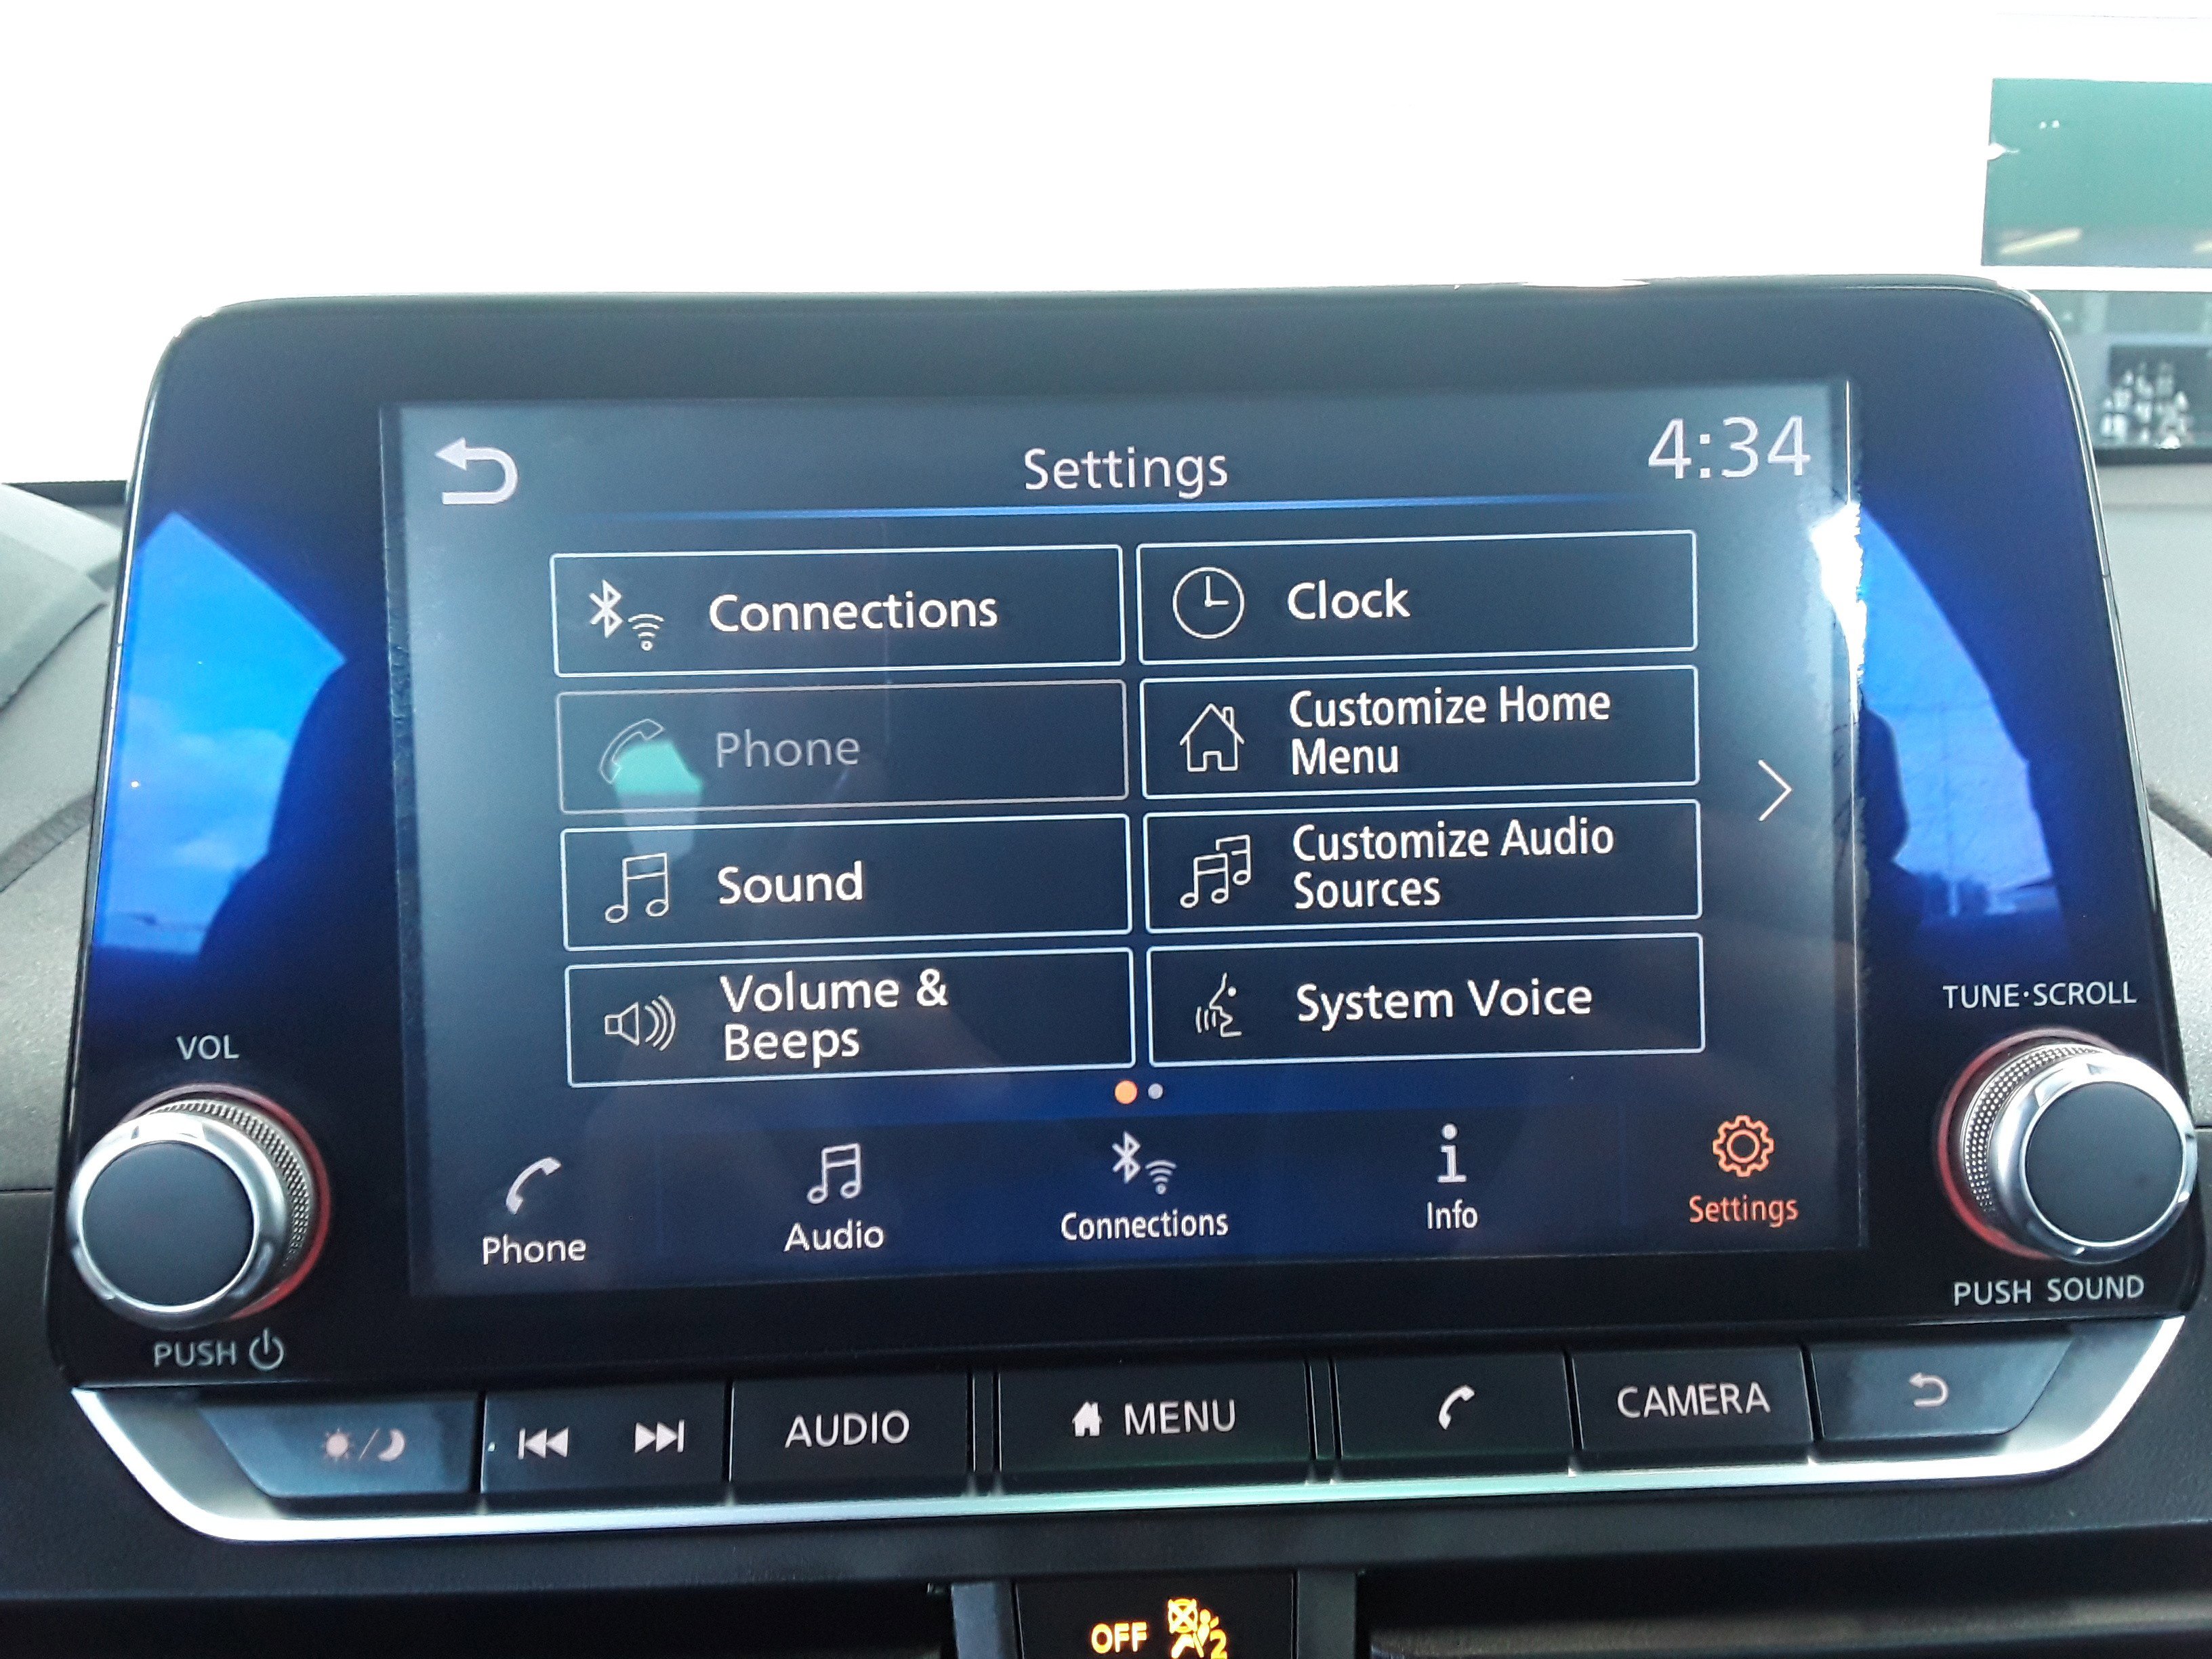 Settings
4:34
Connections
Clock
Phone
Customize Home
Menu
Sound
Customize Audio
Sources
Volume &
Beeps
System Voice
Phone
Audio
Connections
Info
Settings
VOL
PUSH
TUNE·SCROLL
PUSH SOUND
AUDIO
MENU
CAMERA
OFF
2